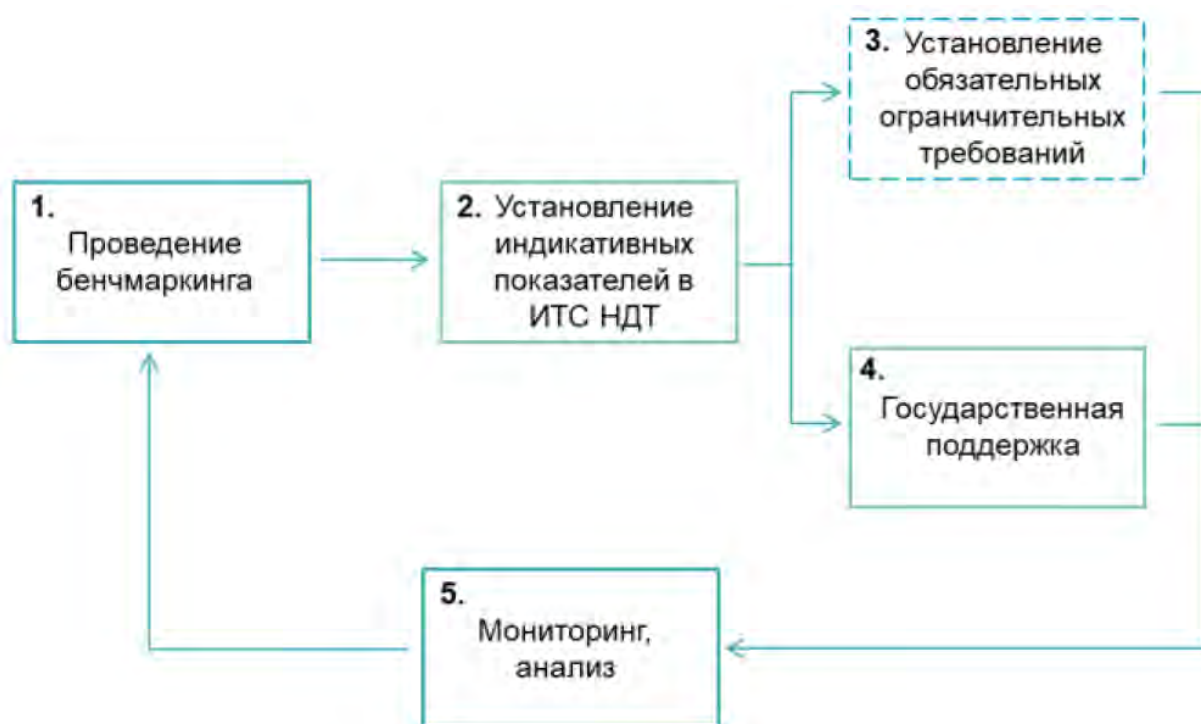 1.
Проведение
бенчмаркинга
2. Установление
индикативных
показателей в
ИТС НДТ
3. Установление
обязательных
ограничительных
требований
4.
Государственная
поддержка
5.
Мониторинг,
анализ